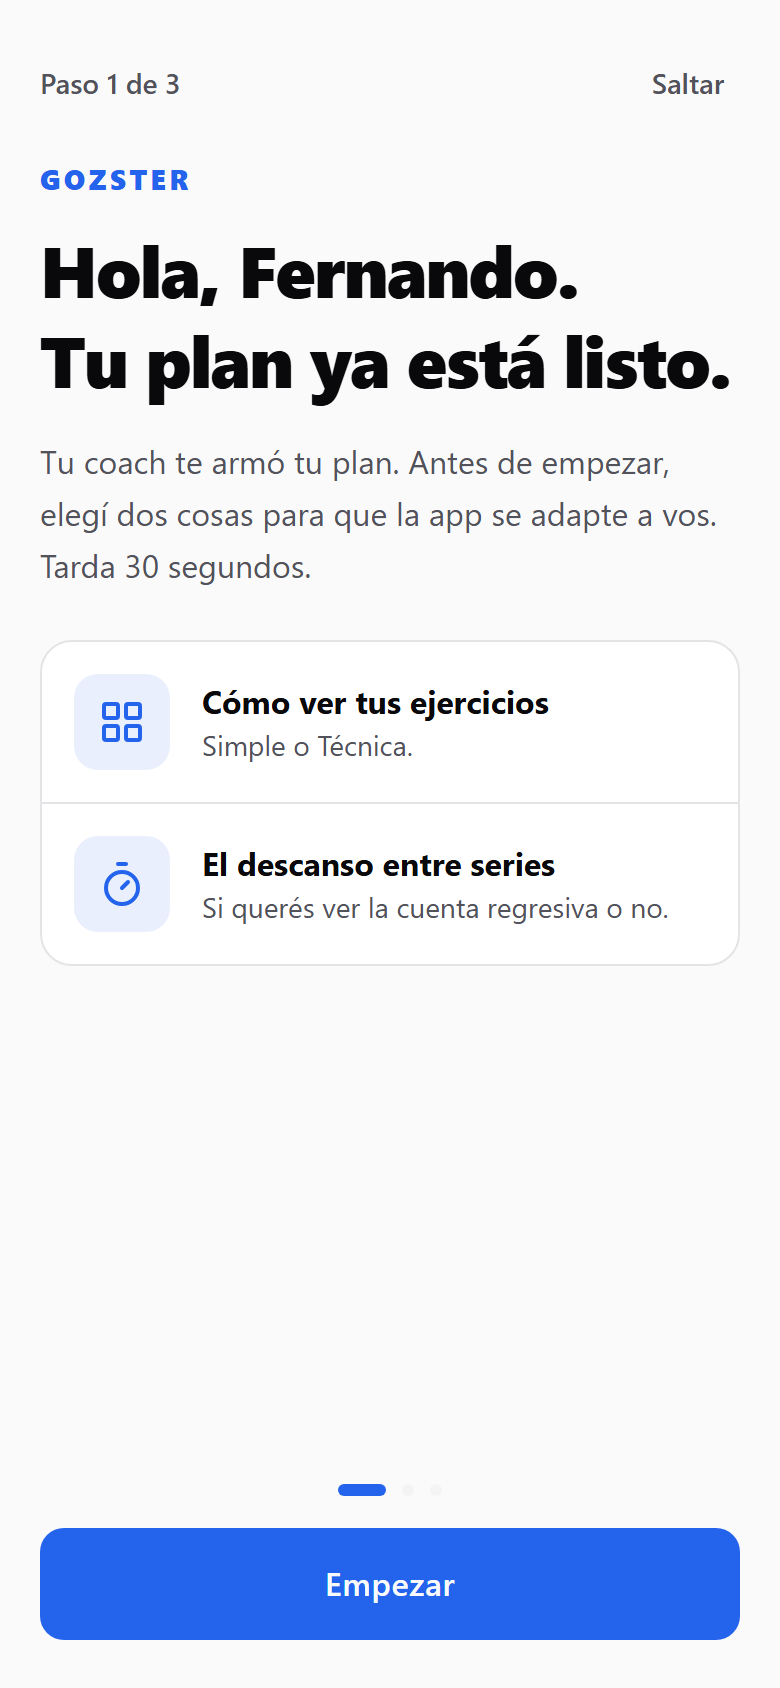 Paso 1 de 3
Saltar
GOZSTER
Hola, Fernando.
Tu plan ya está listo.
Tu coach te armó tu plan. Antes de empezar,
elegí dos cosas para que la app se adapte a vos.
Tarda 30 segundos.
Cómo ver tus ejercicios
Simple o Técnica.
El descanso entre series
Si querés ver la cuenta regresiva o no.
Empezar